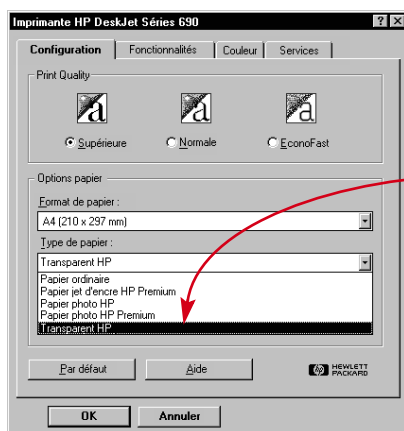 Imprimante HP DeskJet Séries 690
Configuration Fonctionnalités Couleur Services
Print Quality
Supérieure Normale EconoFast
Options papier
Format de papier :
A4 (210 x 297 mm)
Type de papier :
Transparent HP
Papier ordinaire
Papier jet d'encre HP Premium
Papier photo HP
Papier photo HP Premium
Transparent HP
Par défaut Aide
hp HEWLETT
PACKARD
OK Annuler